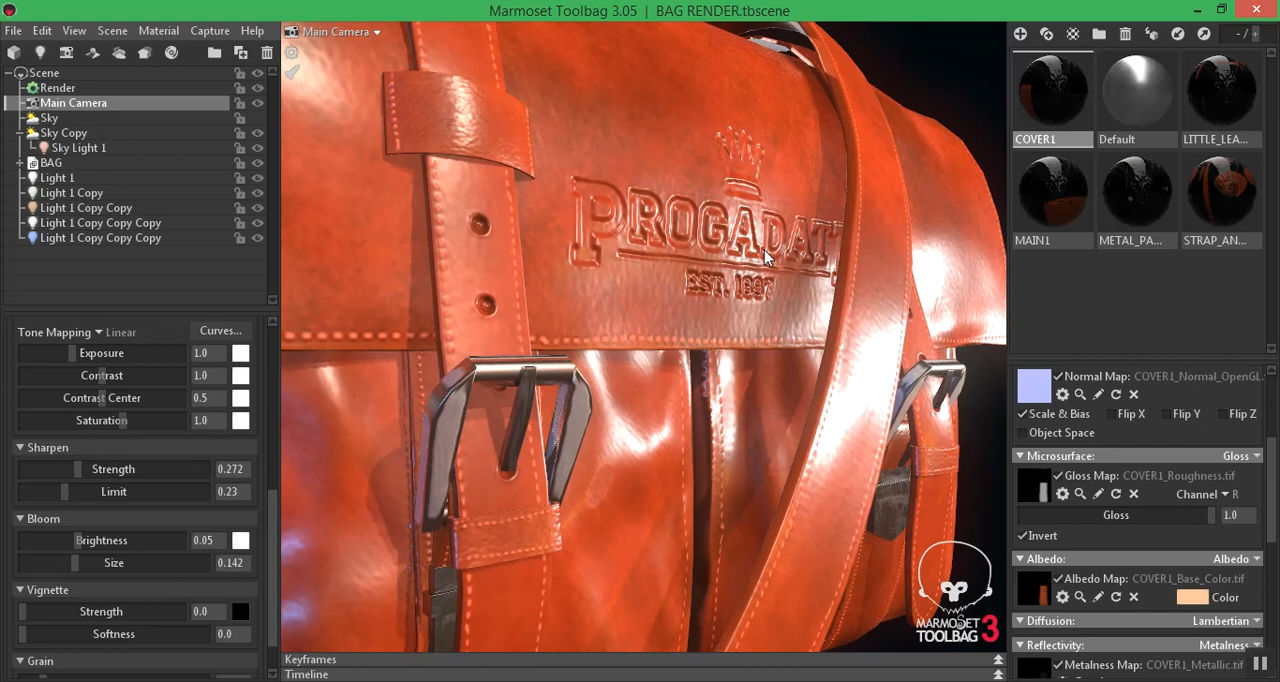 Marmoset Toolbag 3.05 | BAG RENDER.tbscene
File Edit View Scene Material Capture Help
Scene
Render
Main Camera
Sky
Sky Copy
Sky Light 1
BAG
Light 1
Light 1 Copy
Light 1 Copy Copy
Light 1 Copy Copy Copy
Light 1 Copy Copy Copy
Tone Mapping Linear Curves...
Exposure 1.0
Contrast 1.0
Contrast Center 0.5
Saturation 1.0
Sharpen
Strength 0.272
Limit 0.23
Bloom
Brightness 0.05
Size 0.142
Vignette
Strength 0.0
Softness 0.0
Grain
Main Camera
PROGADAT
EST. 1997
MARMOSET
TOOLBAG 3
Keyframes
Timeline
- / +
COVER1 Default LITTLE_LEA...
MAIN1 METAL_PA... STRAP_AN...
Normal Map: COVER1_Normal_OpenGL.
Scale & Bias Flip X Flip Y Flip Z
Object Space
Microsurface: Gloss
Gloss Map: COVER1_Roughness.tif
Channel R
Gloss 1.0
Invert
Albedo: Albedo
Albedo Map: COVER1_Base_Color.tif
Color
Diffusion: Lambertian
Reflectivity: Metalness
Metalness Map: COVER1_Metallic.tif